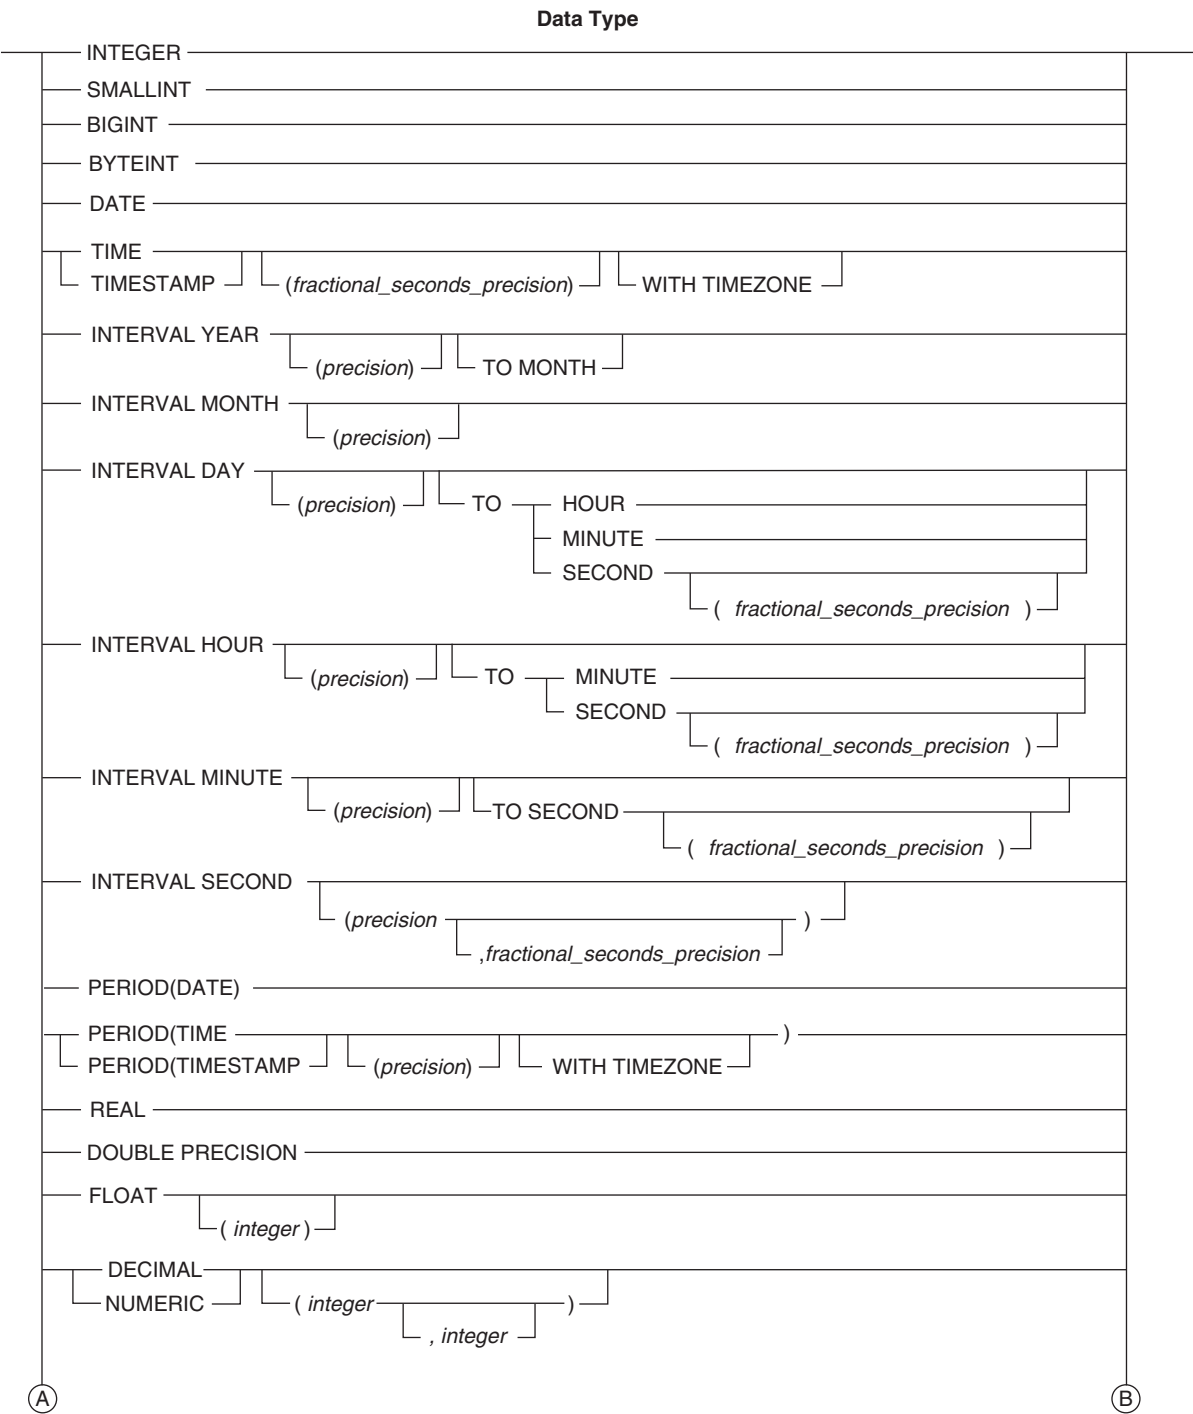 Data Type
INTEGER
SMALLINT
BIGINT
BYTEINT
DATE
TIME
TIMESTAMP (fractional_seconds_precision) WITH TIMEZONE
INTERVAL YEAR
(precision) TO MONTH
INTERVAL MONTH
(precision)
INTERVAL DAY
(precision) TO HOUR
MINUTE
SECOND
( fractional_seconds_precision )
INTERVAL HOUR
(precision) TO MINUTE
SECOND
( fractional_seconds_precision )
INTERVAL MINUTE
(precision) TO SECOND
( fractional_seconds_precision )
INTERVAL SECOND
(precision )
,fractional_seconds_precision
PERIOD(DATE)
PERIOD(TIME )
PERIOD(TIMESTAMP (precision) WITH TIMEZONE
REAL
DOUBLE PRECISION
FLOAT
( integer )
DECIMAL
NUMERIC ( integer )
, integer
A B